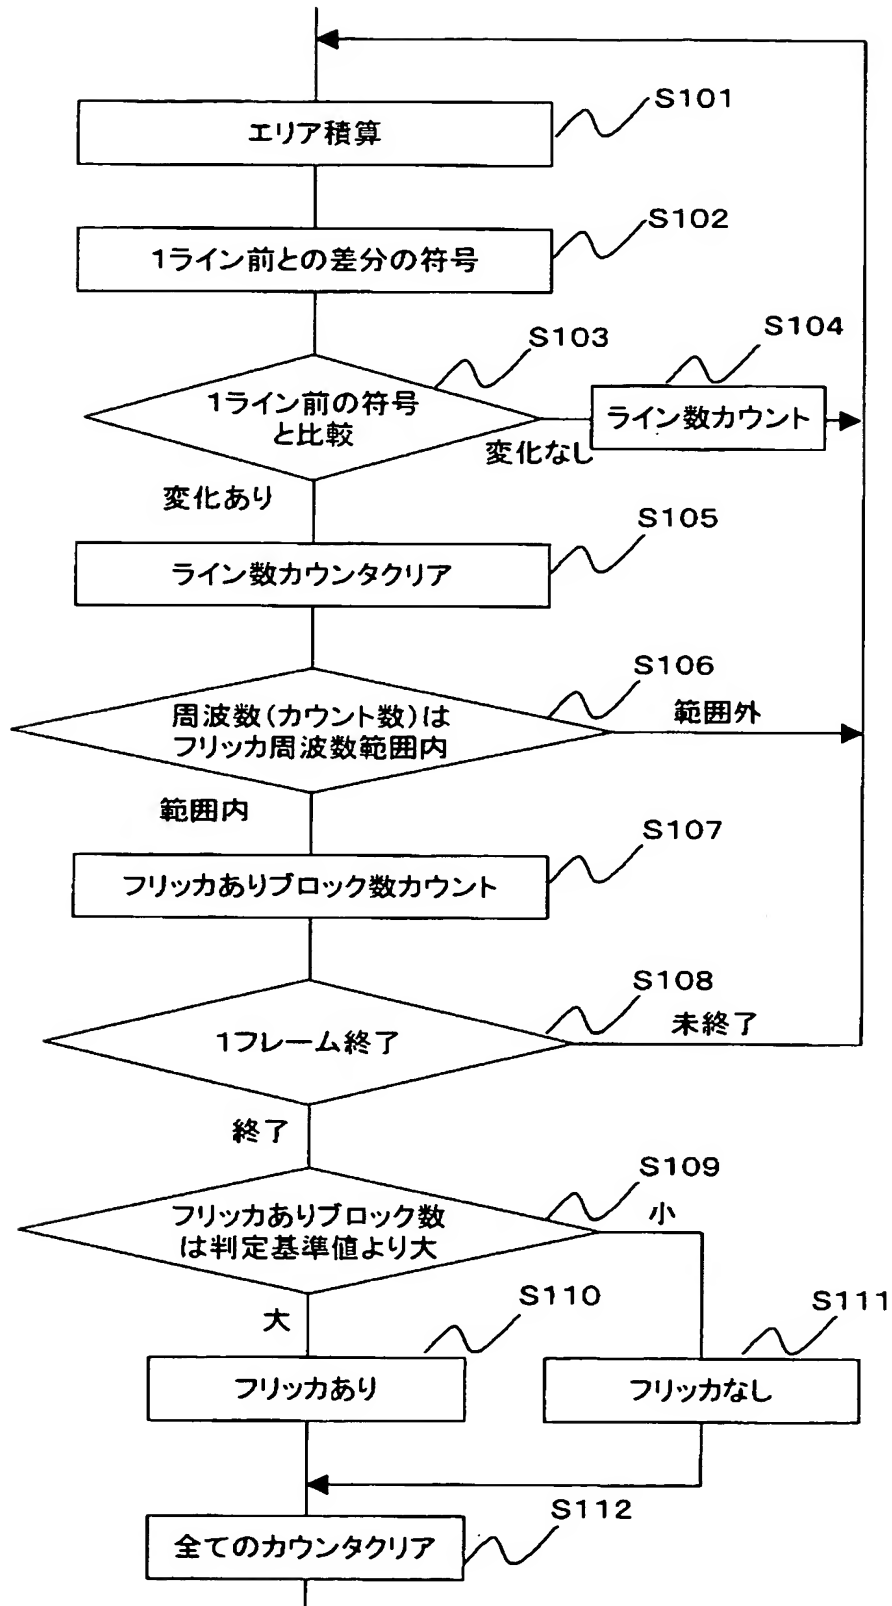 S101
エリア積算
S102
1ライン前との差分の符号
S103
S104
1ライン前の符号
と比較
ライン数カウント
変化なし
変化あり
S105
ライン数カウンタクリア
S106
周波数(カウント数)は
フリッカ周波数範囲内
範囲外
範囲内
S107
フリッカありブロック数カウント
S108
1フレーム終了
未終了
終了
S109
フリッカありブロック数
は判定基準値より大
小
大
S110
S111
フリッカあり
フリッカなし
S112
全てのカウンタクリア